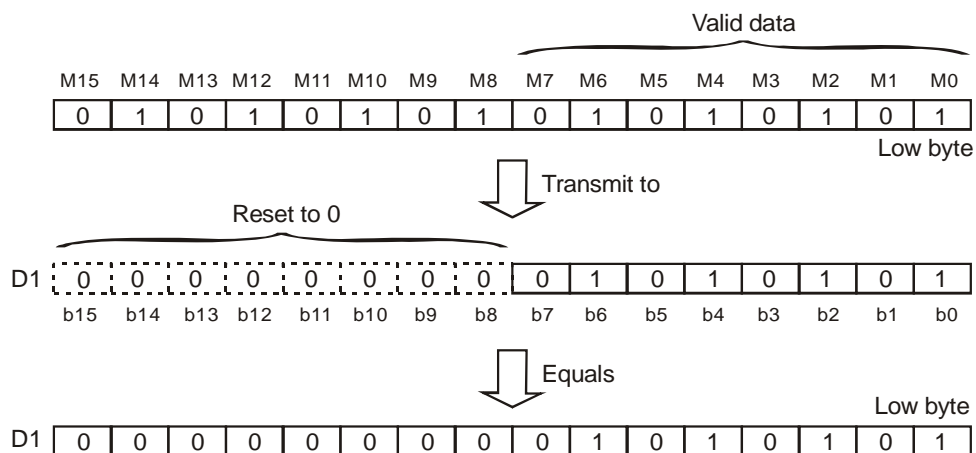 Valid data
M15 M14 M13 M12 M11 M10 M9 M8 M7 M6 M5 M4 M3 M2 M1 M0
0 1 0 1 0 1 0 1 0 1 0 1 0 1 0 1
Low byte
Transmit to
Reset to 0
D1 0 0 0 0 0 0 0 0 0 1 0 1 0 1 0 1
b15 b14 b13 b12 b11 b10 b9 b8 b7 b6 b5 b4 b3 b2 b1 b0
Equals
Low byte
D1 0 0 0 0 0 0 0 0 0 1 0 1 0 1 0 1